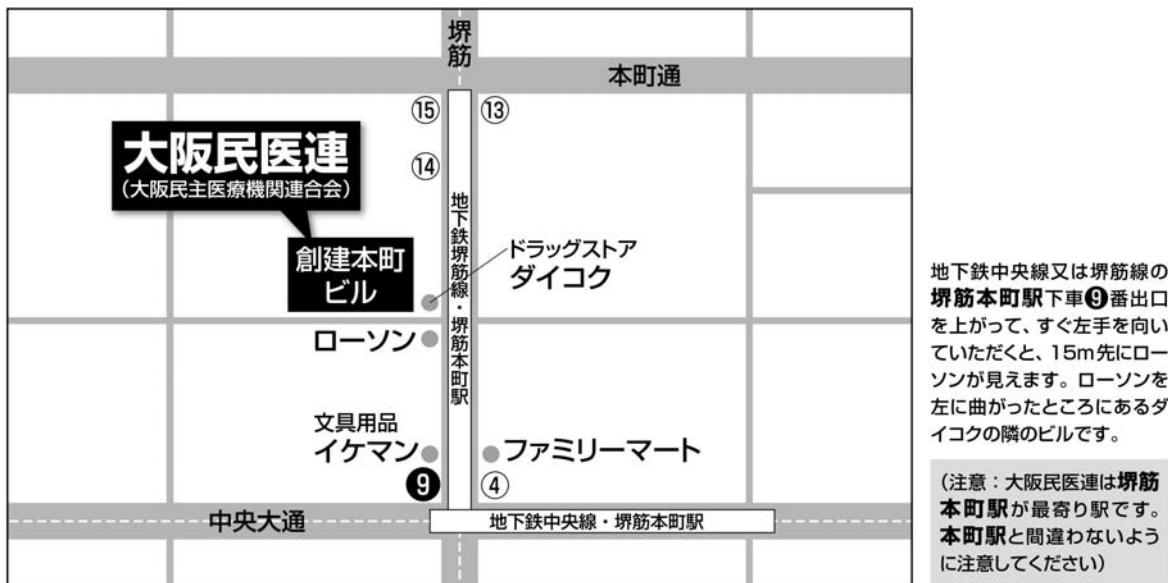 堺筋
本町通
⑮
⑬
大阪民医連
(大阪民主医療機関連合会)
⑭
地下鉄堺筋線・堺筋本町駅
創建本町
ビル
ドラッグストア
ダイコク
ローソン
文具用品
イケマン
ファミリーマート
❾
④
中央大通
地下鉄中央線・堺筋本町駅
地下鉄中央線又は堺筋線の
堺筋本町駅下車❾番出口
を上がって、すぐ左手を向い
ていただくと、15m先にロー
ソンが見えます。ローソンを
左に曲がったところにあるダ
イコクの隣のビルです。
(注意:大阪民医連は堺筋
本町駅が最寄り駅です。
本町駅と間違わないよう
に注意してください)